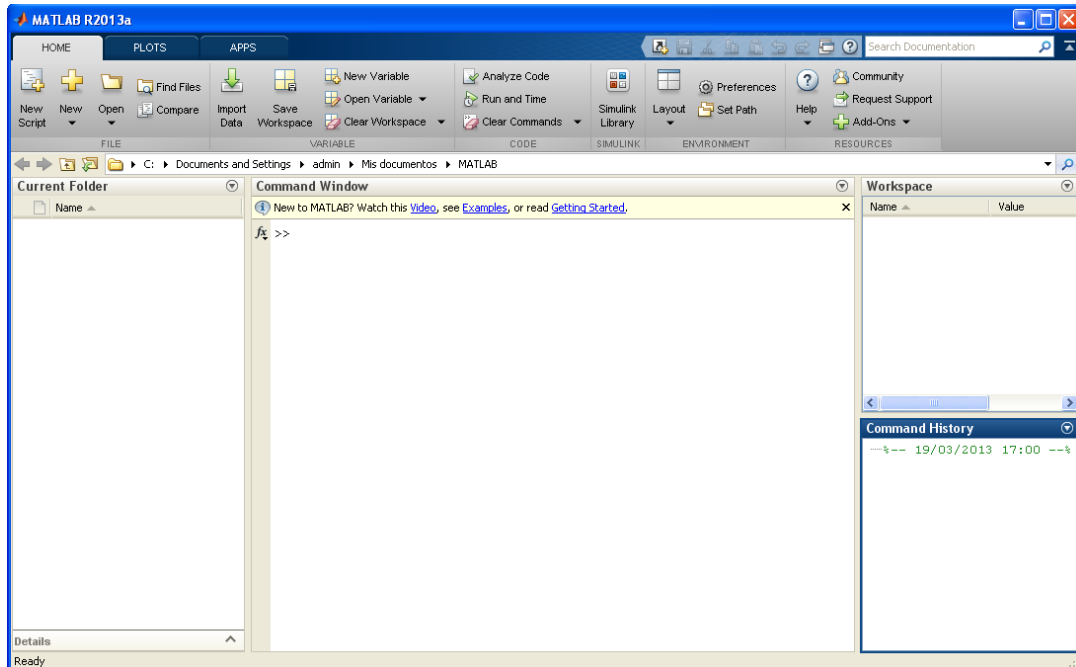 MATLAB R2013a
HOME PLOTS APPS Search Documentation
New Script New Open Find Files Compare
FILE
Import Data Save Workspace New Variable Open Variable Clear Workspace
VARIABLE
Analyze Code Run and Time Clear Commands
CODE
Simulink Library
SIMULINK
Layout Preferences Set Path
ENVIRONMENT
Help Community Request Support Add-Ons
RESOURCES
C: Documents and Settings admin Mis documentos MATLAB
Current Folder
Name
Details
Command Window
New to MATLAB? Watch this Video, see Examples, or read Getting Started.
fx >>
Workspace
Name Value
Command History
%-- 19/03/2013 17:00 --%
Ready